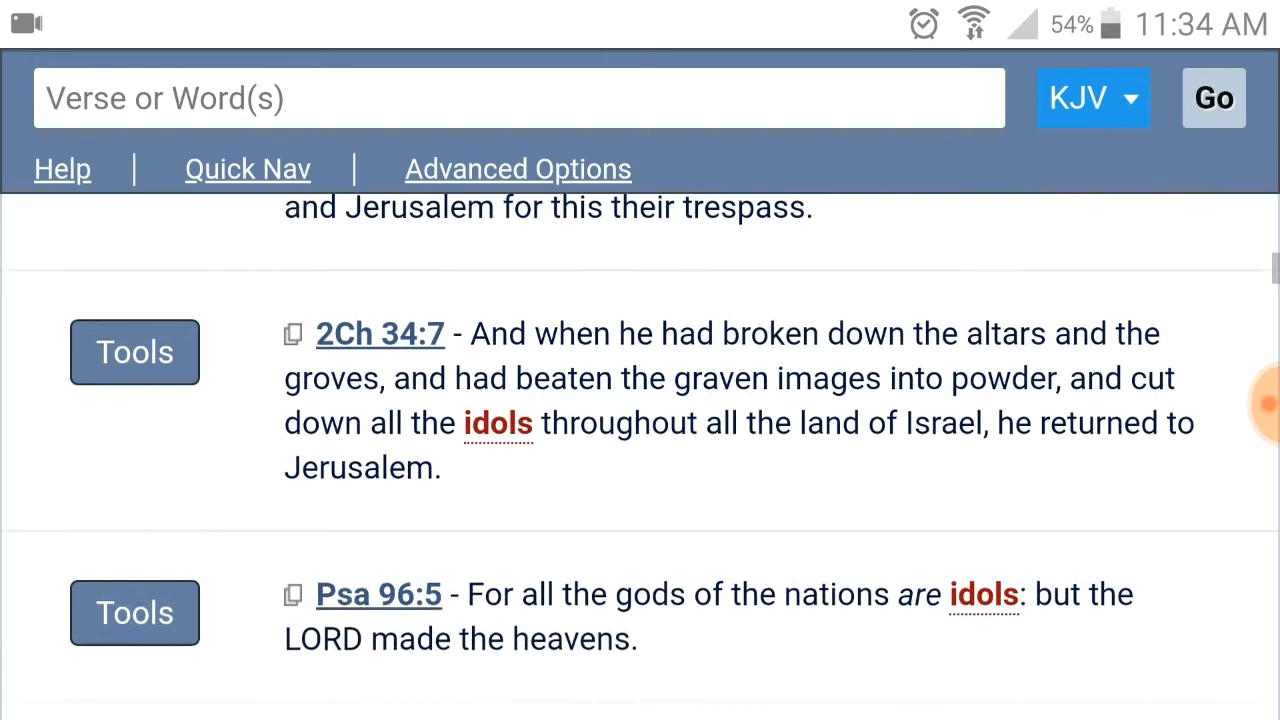 54% 11:34 AM
Verse or Word(s) KJV Go
Help | Quick Nav | Advanced Options
and Jerusalem for this their trespass.
Tools
2Ch 34:7 - And when he had broken down the altars and the
groves, and had beaten the graven images into powder, and cut
down all the idols throughout all the land of Israel, he returned to
Jerusalem.
Tools
Psa 96:5 - For all the gods of the nations are idols: but the
LORD made the heavens.